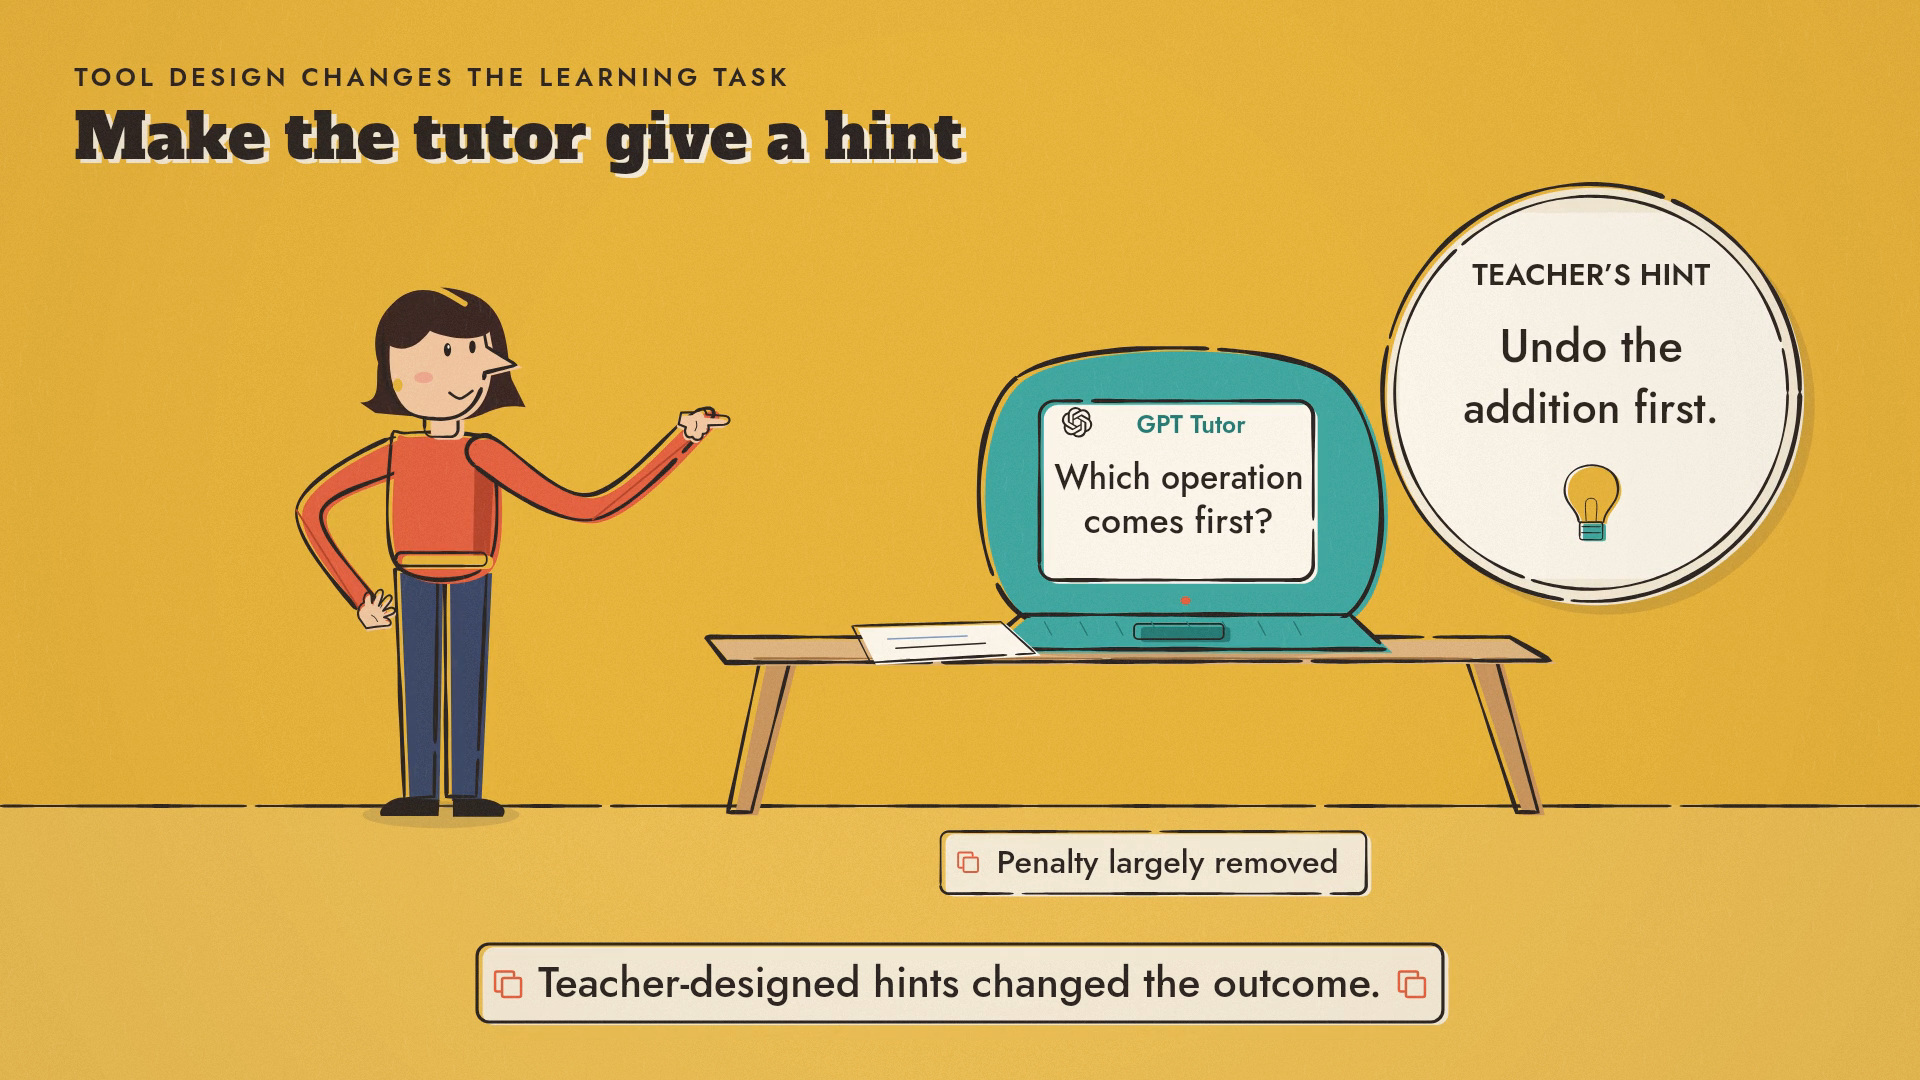 TOOL DESIGN CHANGES THE LEARNING TASK
Make the tutor give a hint
TEACHER’S HINT
Undo the
addition first.
GPT Tutor
Which operation
comes first?
Penalty largely removed
Teacher-designed hints changed the outcome.